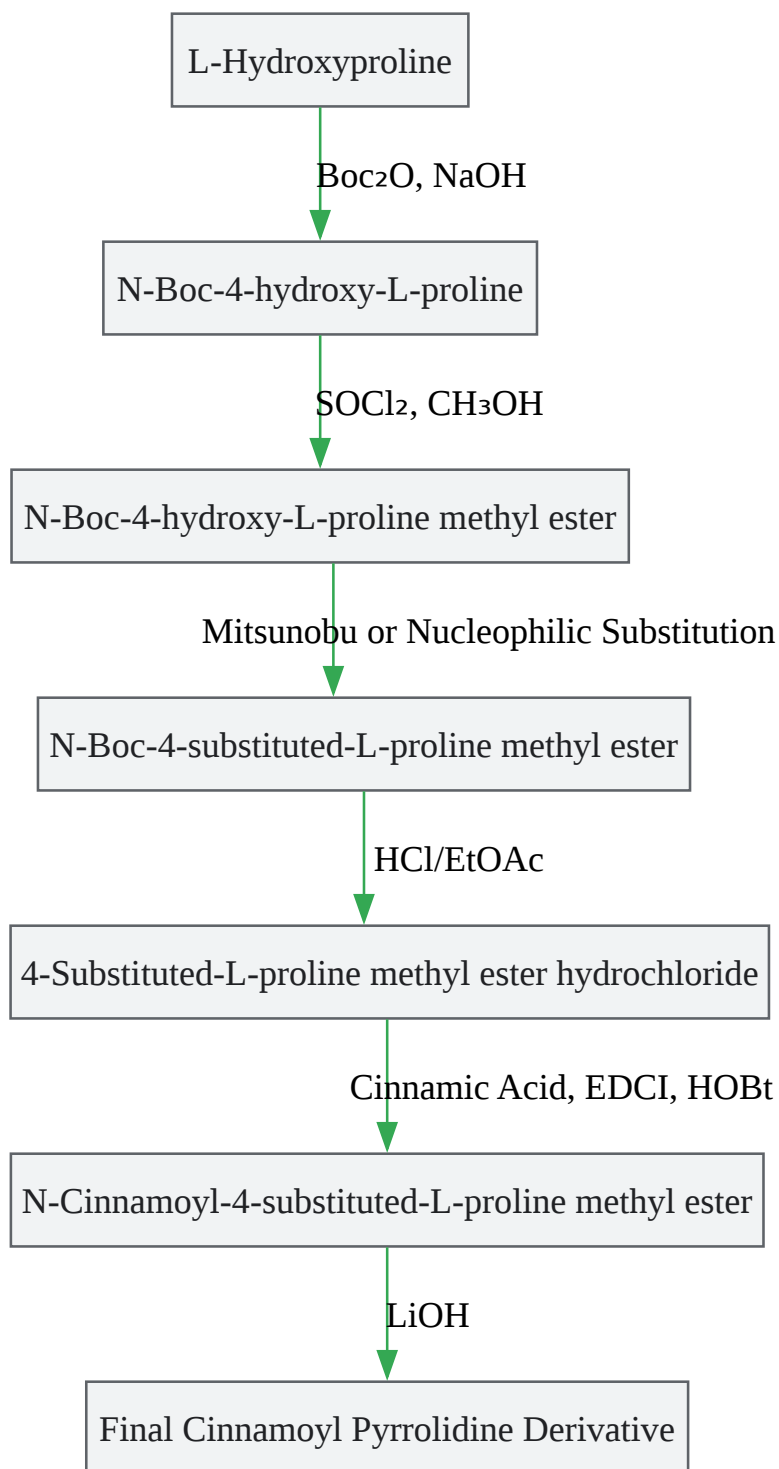 L-Hydroxyproline
Boc₂O, NaOH
N-Boc-4-hydroxy-L-proline
SOCl₂, CH₃OH
N-Boc-4-hydroxy-L-proline methyl ester
Mitsunobu or Nucleophilic Substitution
N-Boc-4-substituted-L-proline methyl ester
HCl/EtOAc
4-Substituted-L-proline methyl ester hydrochloride
Cinnamic Acid, EDCI, HOBt
N-Cinnamoyl-4-substituted-L-proline methyl ester
LiOH
Final Cinnamoyl Pyrrolidine Derivative